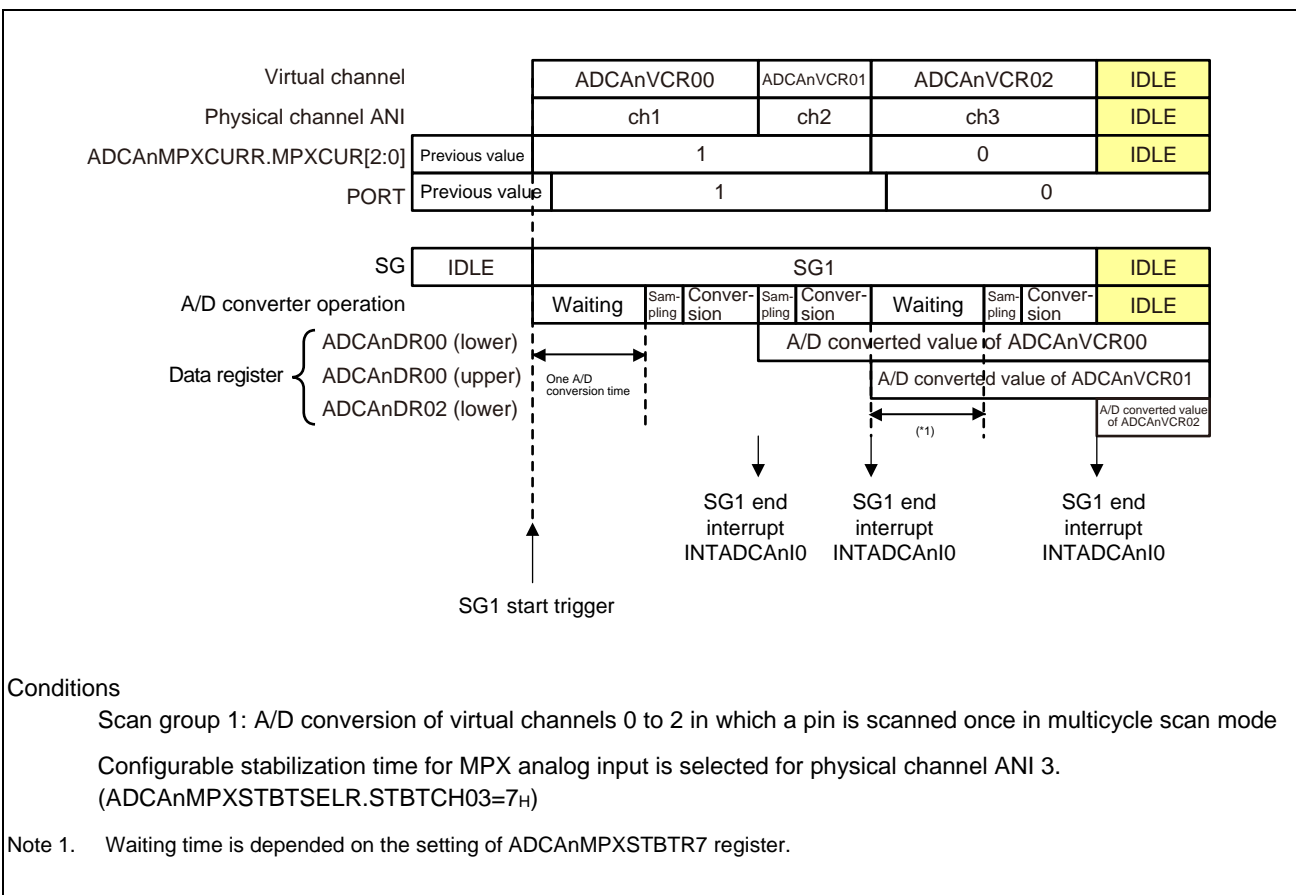 Virtual channel ADCAnVCR00 ADCAnVCR01 ADCAnVCR02 IDLE
Physical channel ANI ch1 ch2 ch3 IDLE
ADCAnMPXCURR.MPXCUR[2:0] Previous value 1 0 IDLE
PORT Previous value 1 0
SG IDLE SG1 IDLE
A/D converter operation Waiting Sam-pling Conver-sion Sam-pling Conver-sion Waiting Sam-pling Conver-sion IDLE
Data register
ADCAnDR00 (lower) A/D converted value of ADCAnVCR00
ADCAnDR00 (upper) A/D converted value of ADCAnVCR01
ADCAnDR02 (lower) A/D converted value of ADCAnVCR02
One A/D
conversion time
(*1)
SG1 end
interrupt
INTADCAnI0
SG1 end
interrupt
INTADCAnI0
SG1 end
interrupt
INTADCAnI0
SG1 start trigger
Conditions
Scan group 1: A/D conversion of virtual channels 0 to 2 in which a pin is scanned once in multicycle scan mode
Configurable stabilization time for MPX analog input is selected for physical channel ANI 3.
(ADCAnMPXSTBTSELR.STBTCH03=7H)
Note 1. Waiting time is depended on the setting of ADCAnMPXSTBTR7 register.